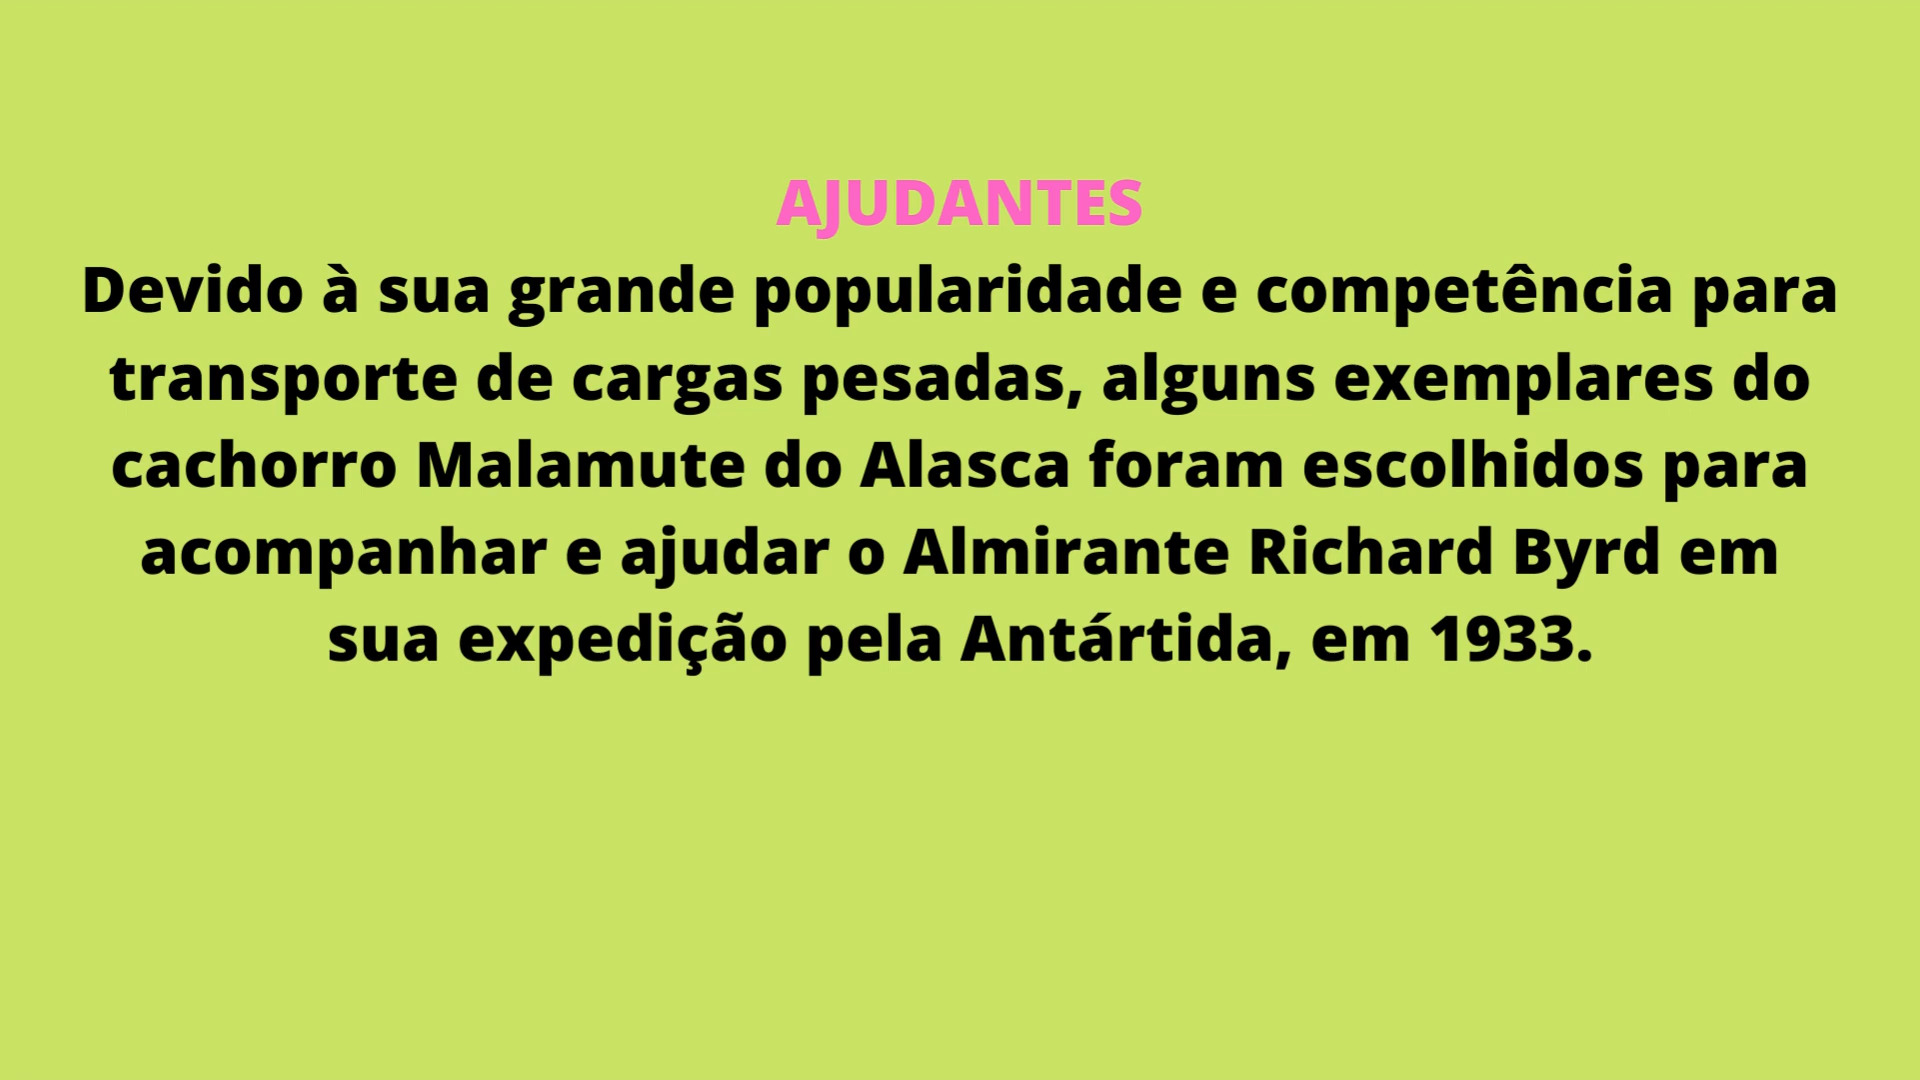 AJUDANTES
Devido à sua grande popularidade e competência para
transporte de cargas pesadas, alguns exemplares do
cachorro Malamute do Alasca foram escolhidos para
acompanhar e ajudar o Almirante Richard Byrd em
sua expedição pela Antártida, em 1933.